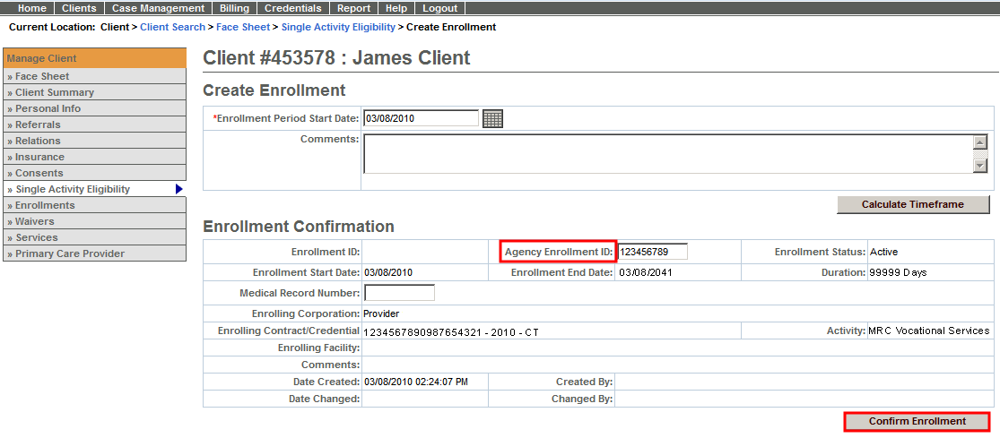 Home Clients Case Management Billing Credentials Report Help Logout
Current Location: Client > Client Search > Face Sheet > Single Activity Eligibility > Create Enrollment
Manage Client
» Face Sheet
» Client Summary
» Personal Info
» Referrals
» Relations
» Insurance
» Consents
» Single Activity Eligibility
» Enrollments
» Waivers
» Services
» Primary Care Provider
Client #453578 : James Client
Create Enrollment
*Enrollment Period Start Date: 03/08/2010
Comments:
Calculate Timeframe
Enrollment Confirmation
Enrollment ID: Agency Enrollment ID: 123456789 Enrollment Status: Active
Enrollment Start Date: 03/08/2010 Enrollment End Date: 03/08/2041 Duration: 99999 Days
Medical Record Number:
Enrolling Corporation: Provider
Enrolling Contract/Credential 1234567890987654321 - 2010 - CT Activity: MRC Vocational Services
Enrolling Facility:
Comments:
Date Created: 03/08/2010 02:24:07 PM Created By:
Date Changed: Changed By:
Confirm Enrollment